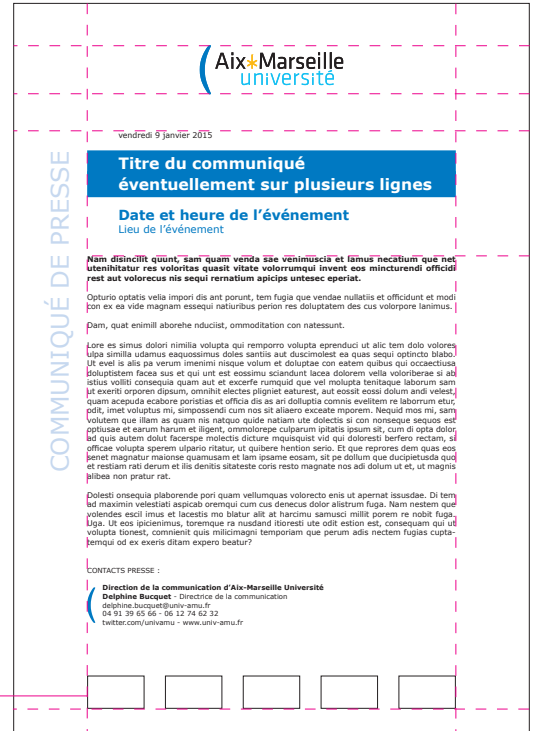 Aix*Marseille
université
vendredi 9 janvier 2015
COMMUNIQUÉ DE PRESSE
Titre du communiqué
éventuellement sur plusieurs lignes
Date et heure de l'événement
Lieu de l'événement
Nam disincilit quunt, sam quam venda sae venimuscia et lamus necatium que net
utenihitatur res voloritas quasit vitate volorrumqui invent eos mincturendi officidi
rest aut volorecus nis sequi rernatium apicips untesec eperiat.
Opturio optatis velia impori dis ant porunt, tem fugia que vendae nullatiis et officidunt et modi
con ex ea vide magnam essequi natiuribus perion res doluptatem des cus volorpore lanimus.
Dam, quat enimill aborehe nduciist, ommoditation con natessunt.
Lore es simus dolori nimilia volupta qui remporro volupta eprenduci ut alic tem dolo volores
ulpa similla udamus eaquossimus doles santiis aut duscimolest ea quas sequi optincto blabo.
Ut evel is alis pa verum imenimi nisque volum et doluptae con eatem quibus qui occaectiusa
doluptistem facea sus et qui unt est eossimu sciandunt lacea dolorem vella voloriberae si ab
istius volliti consequia quam aut et excerfe rumquid que vel molupta tenitaque laborum sam
ut exeriti orporen dipsum, omnihit electes pligniet eaturest, aut eossit eossi dolum andi velest,
quam acepuda ecabore poristias et officia dis as ari dolluptia comnis evelitem re laborrum etur,
odit, imet voluptus mi, simpossendi cum nos sit aliaero exceate mporem. Nequid mos mi, sam
volutem que illam as quam nis natquo quide natiam ute dolectis si con nonseque sequos est
optiusae et earum harum et iligent, ommolorepe culparum ipitatis ipsum sit, cum di opta dolor
ad quis autem dolut facerspe molectis dicture mquisquist vid qui doloresti berfero rectam, si
officae volupta sperem ulpario ritatur, ut quibere hention serio. Et que reprores dem quas eos
senet magnatur maionse quamusam et lam ipsame eosam, sit pe dollum que ducipietusda quo
et restiam rati derum et ilis denitis sitateste coris resto magnate nos adi dolum ut et, ut magnis
alibea non pratur rat.
Dolesti onsequia plaborende pori quam vellumquas volorecto enis ut apernat issusdae. Di tem
ad maximin velestiati aspicab oremqui cum cus denecus dolor alistrum fuga. Nam nestem que
volendes escil imus et lacestis mo blatur alit at harcimu samusci millit porem re nobit fuga.
Uga. Ut eos ipicienimus, toremque ra nusdand itioresti ute odit estion est, consequam qui ut
volupta tionest, comnienit quis milicimagni temporiam que perum adis nectem fugias cupta-
temqui od ex exeris ditam expero beatur?
CONTACTS PRESSE :
Direction de la communication d'Aix-Marseille Université
Delphine Bucquet - Directrice de la communication
delphine.bucquet@univ-amu.fr
04 91 39 65 66 - 06 12 74 62 32
twitter.com/univamu - www.univ-amu.fr